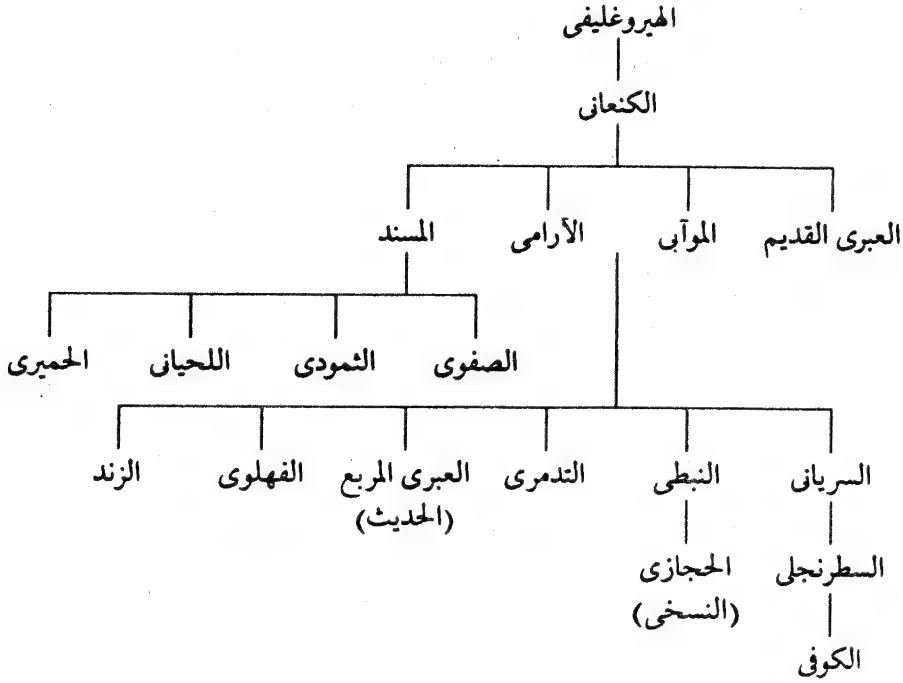 الهيروغليفى
الكنعانى
العبرى القديم
الموآبى
الآرامى
المسند
الصفوى
الثمودى
اللحيانى
الحميرى
السريانى
النبطى
التدمرى
العبرى المربع
(الحديث)
الفهلوى
الزند
السطرنجلى
الحجازى
(النسخى)
الكوفى